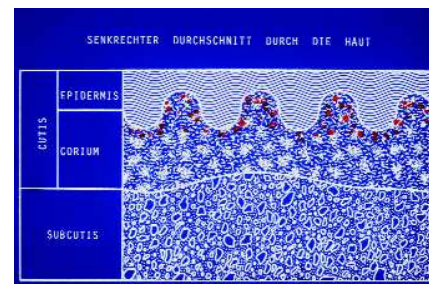 SENKRECHTER DURCHSCHNITT DURCH DIE HAUT
EPIDERMIS
CUTIS
CORIUM
SUBCUTIS